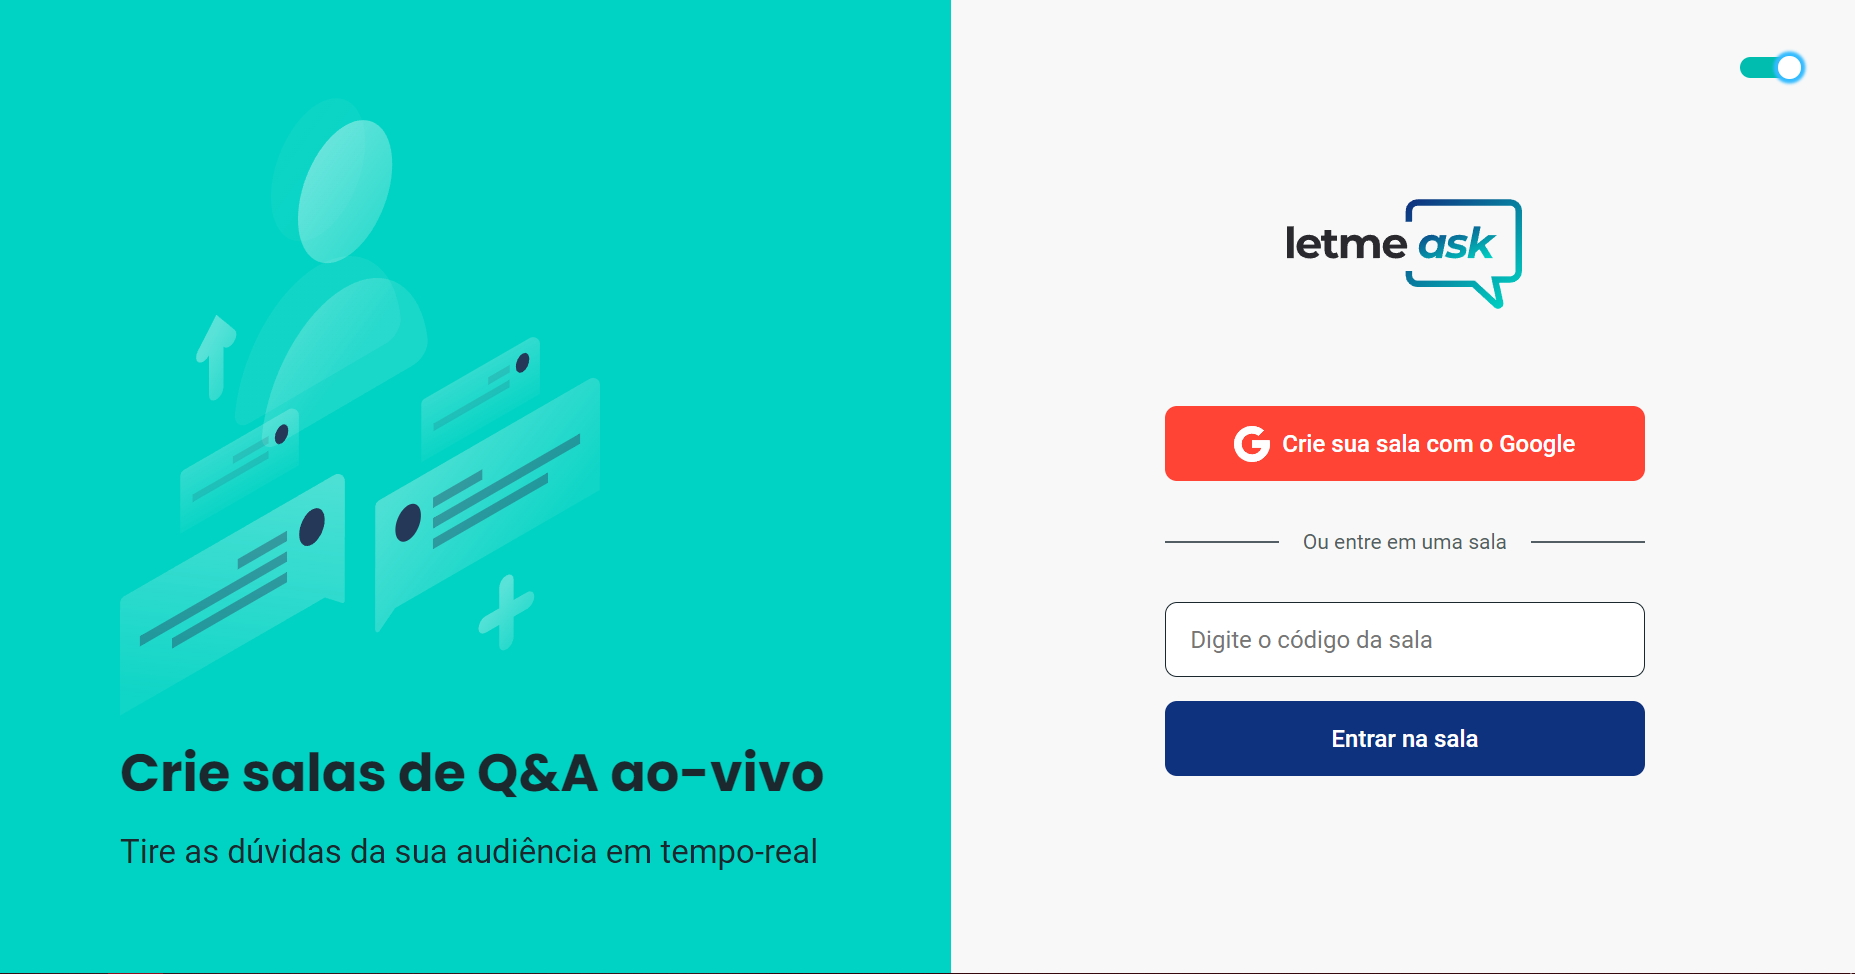 Crie salas de Q&A ao-vivo
Tire as dúvidas da sua audiência em tempo-real
letme ask
Crie sua sala com o Google
Ou entre em uma sala
Digite o código da sala
Entrar na sala